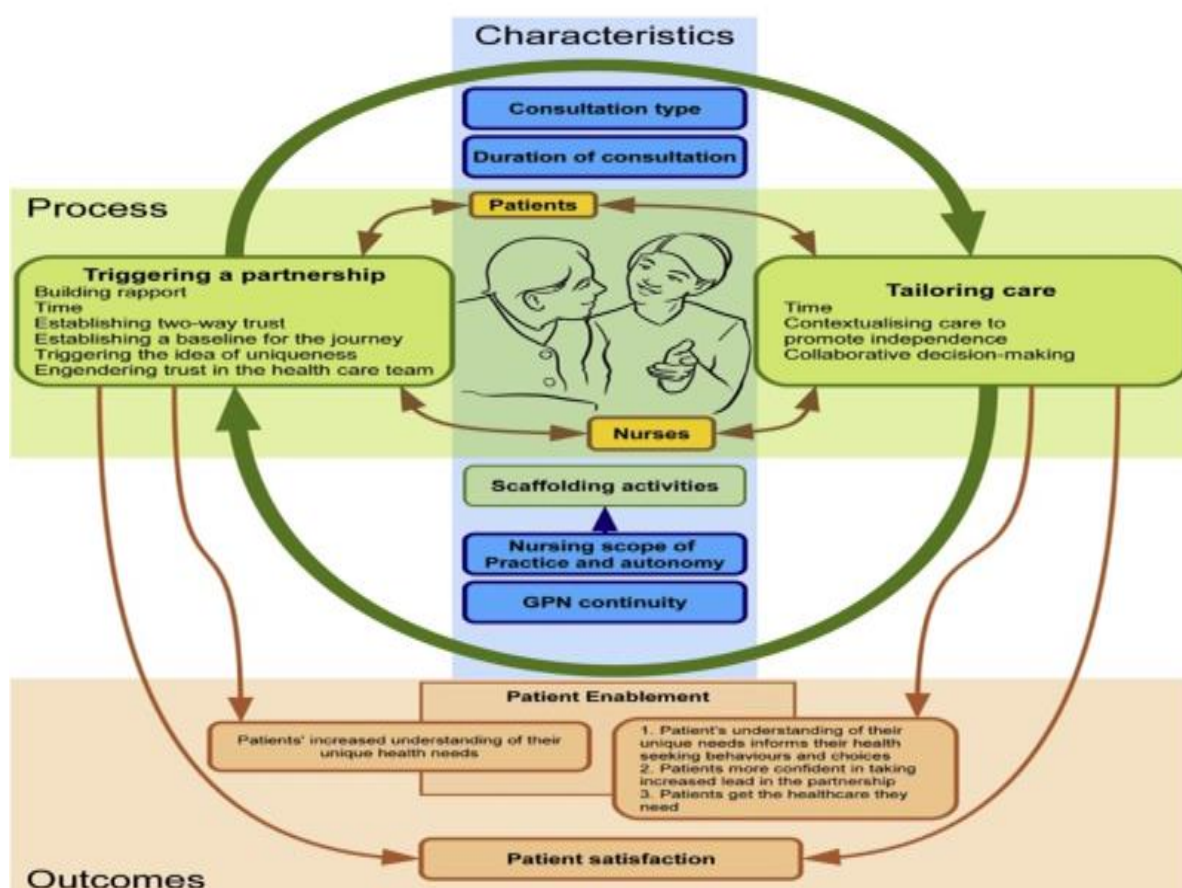 Characteristics
Consultation type
Duration of consultation
Process
Patients
Triggering a partnership
Building rapport
Time
Establishing two-way trust
Establishing a baseline for the journey
Triggering the idea of uniqueness
Engendering trust in the health care team
Tailoring care
Time
Contextualising care to
promote independence
Collaborative decision-making
Nurses
Scaffolding activities
Nursing scope of
Practice and autonomy
GPN continuity
Patient Enablement
Patients' increased understanding of their
unique health needs
1. Patient's understanding of their
unique needs informs their health
seeking behaviours and choices
2. Patients more confident in taking
increased lead in the partnership
3. Patients get the healthcare they
need
Patient satisfaction
Outcomes